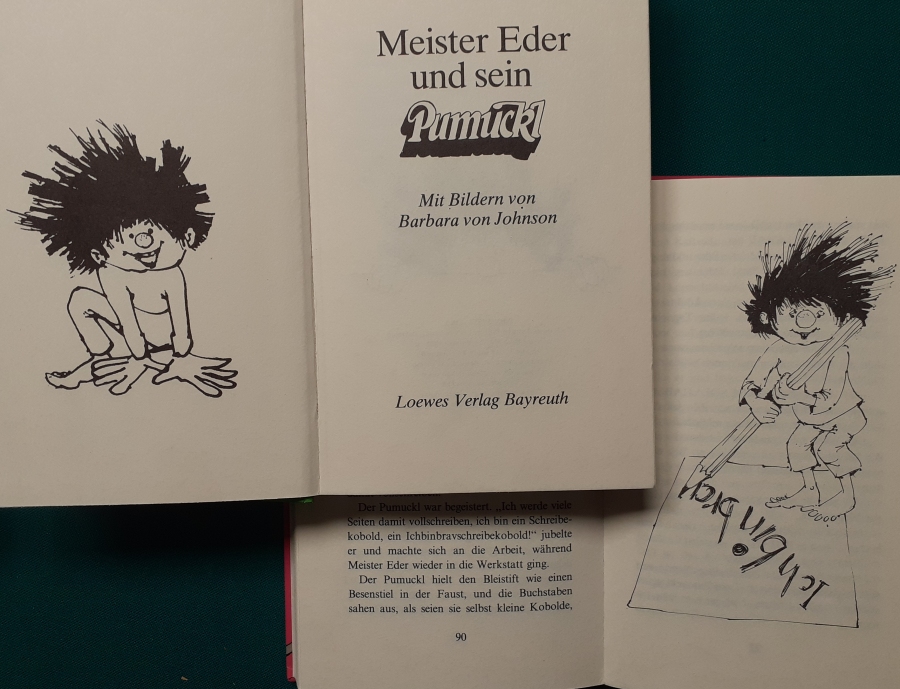 Meister Eder
und sein
Pumuckl
Mit Bildern von
Barbara von Johnson
Loewes Verlag Bayreuth
Der Pumuckl war begeistert. „Ich werde viele
Seiten damit vollschreiben, ich bin ein Schreibe-
kobold, ein Ichbinbravschreibekobold!“ jubelte
er und machte sich an die Arbeit, während
Meister Eder wieder in die Werkstatt ging.
Der Pumuckl hielt den Bleistift wie einen
Besenstiel in der Faust, und die Buchstaben
sahen aus, als seien sie selbst kleine Kobolde,
90
Ich bin brav